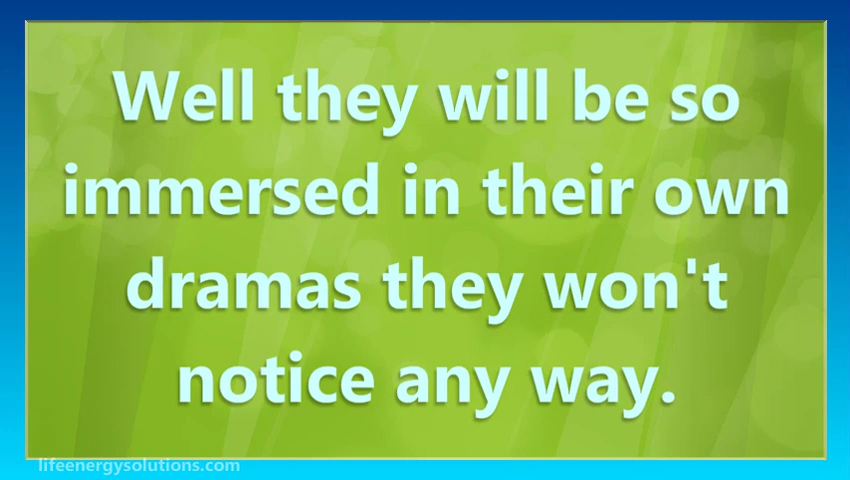 Well they will be so
immersed in their own
dramas they won't
notice any way.
lifeenergysolutions.com